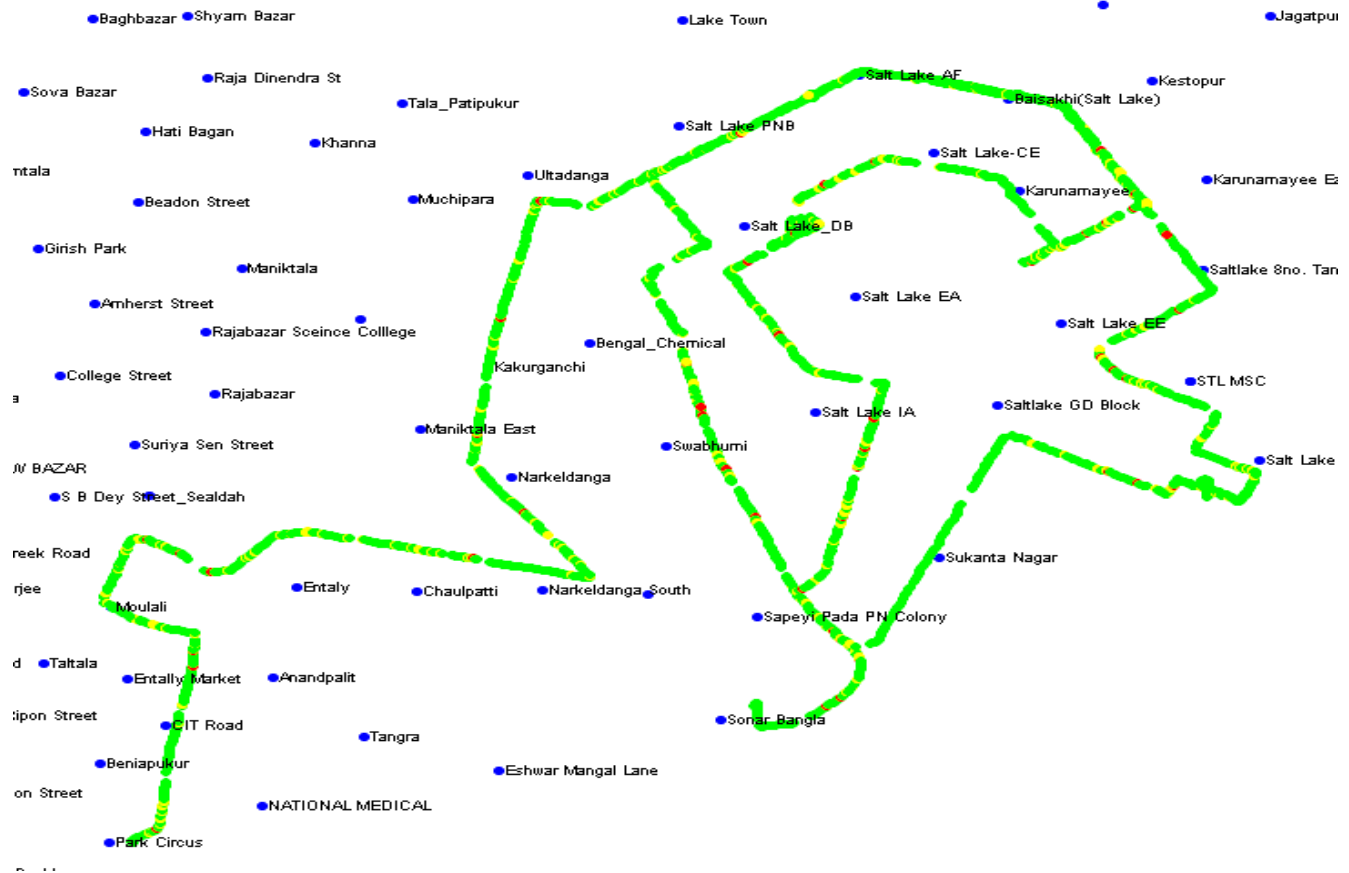 Baghbazar
Shyam Bazar
Lake Town
Jagatpur
Raja Dinendra St
Salt Lake AF
Kestopur
Sova Bazar
Tala_Patipukur
Baisakhi(Salt Lake)
Hati Bagan
Khanna
Salt Lake PNB
Salt Lake-CE
ntala
Ultadanga
Karunamayee
Karunamayee Ea
Beadon Street
Muchipara
Salt Lake_DB
Girish Park
Maniktala
Saltlake 8no. Tan
Amherst Street
Salt Lake EA
Rajabazar Sceince Colllege
Salt Lake EE
Bengal_Chemical
Kakurganchi
College Street
STL MSC
Rajabazar
a
Saltlake GD Block
Salt Lake IA
Maniktala East
Suriya Sen Street
Swabhumi
W BAZAR
Salt Lake
Narkeldanga
S B Dey Street_Sealdah
reek Road
Sukanta Nagar
rjee
Entaly
Chaulpatti
Narkeldanga_South
Moulali
Sapeyi Pada PN Colony
d
Taltala
Entally Market
Anandpalit
Ripon Street
CIT Road
Sonar Bangla
Tangra
Beniapukur
Eshwar Mangal Lane
on Street
NATIONAL MEDICAL
Park Circus